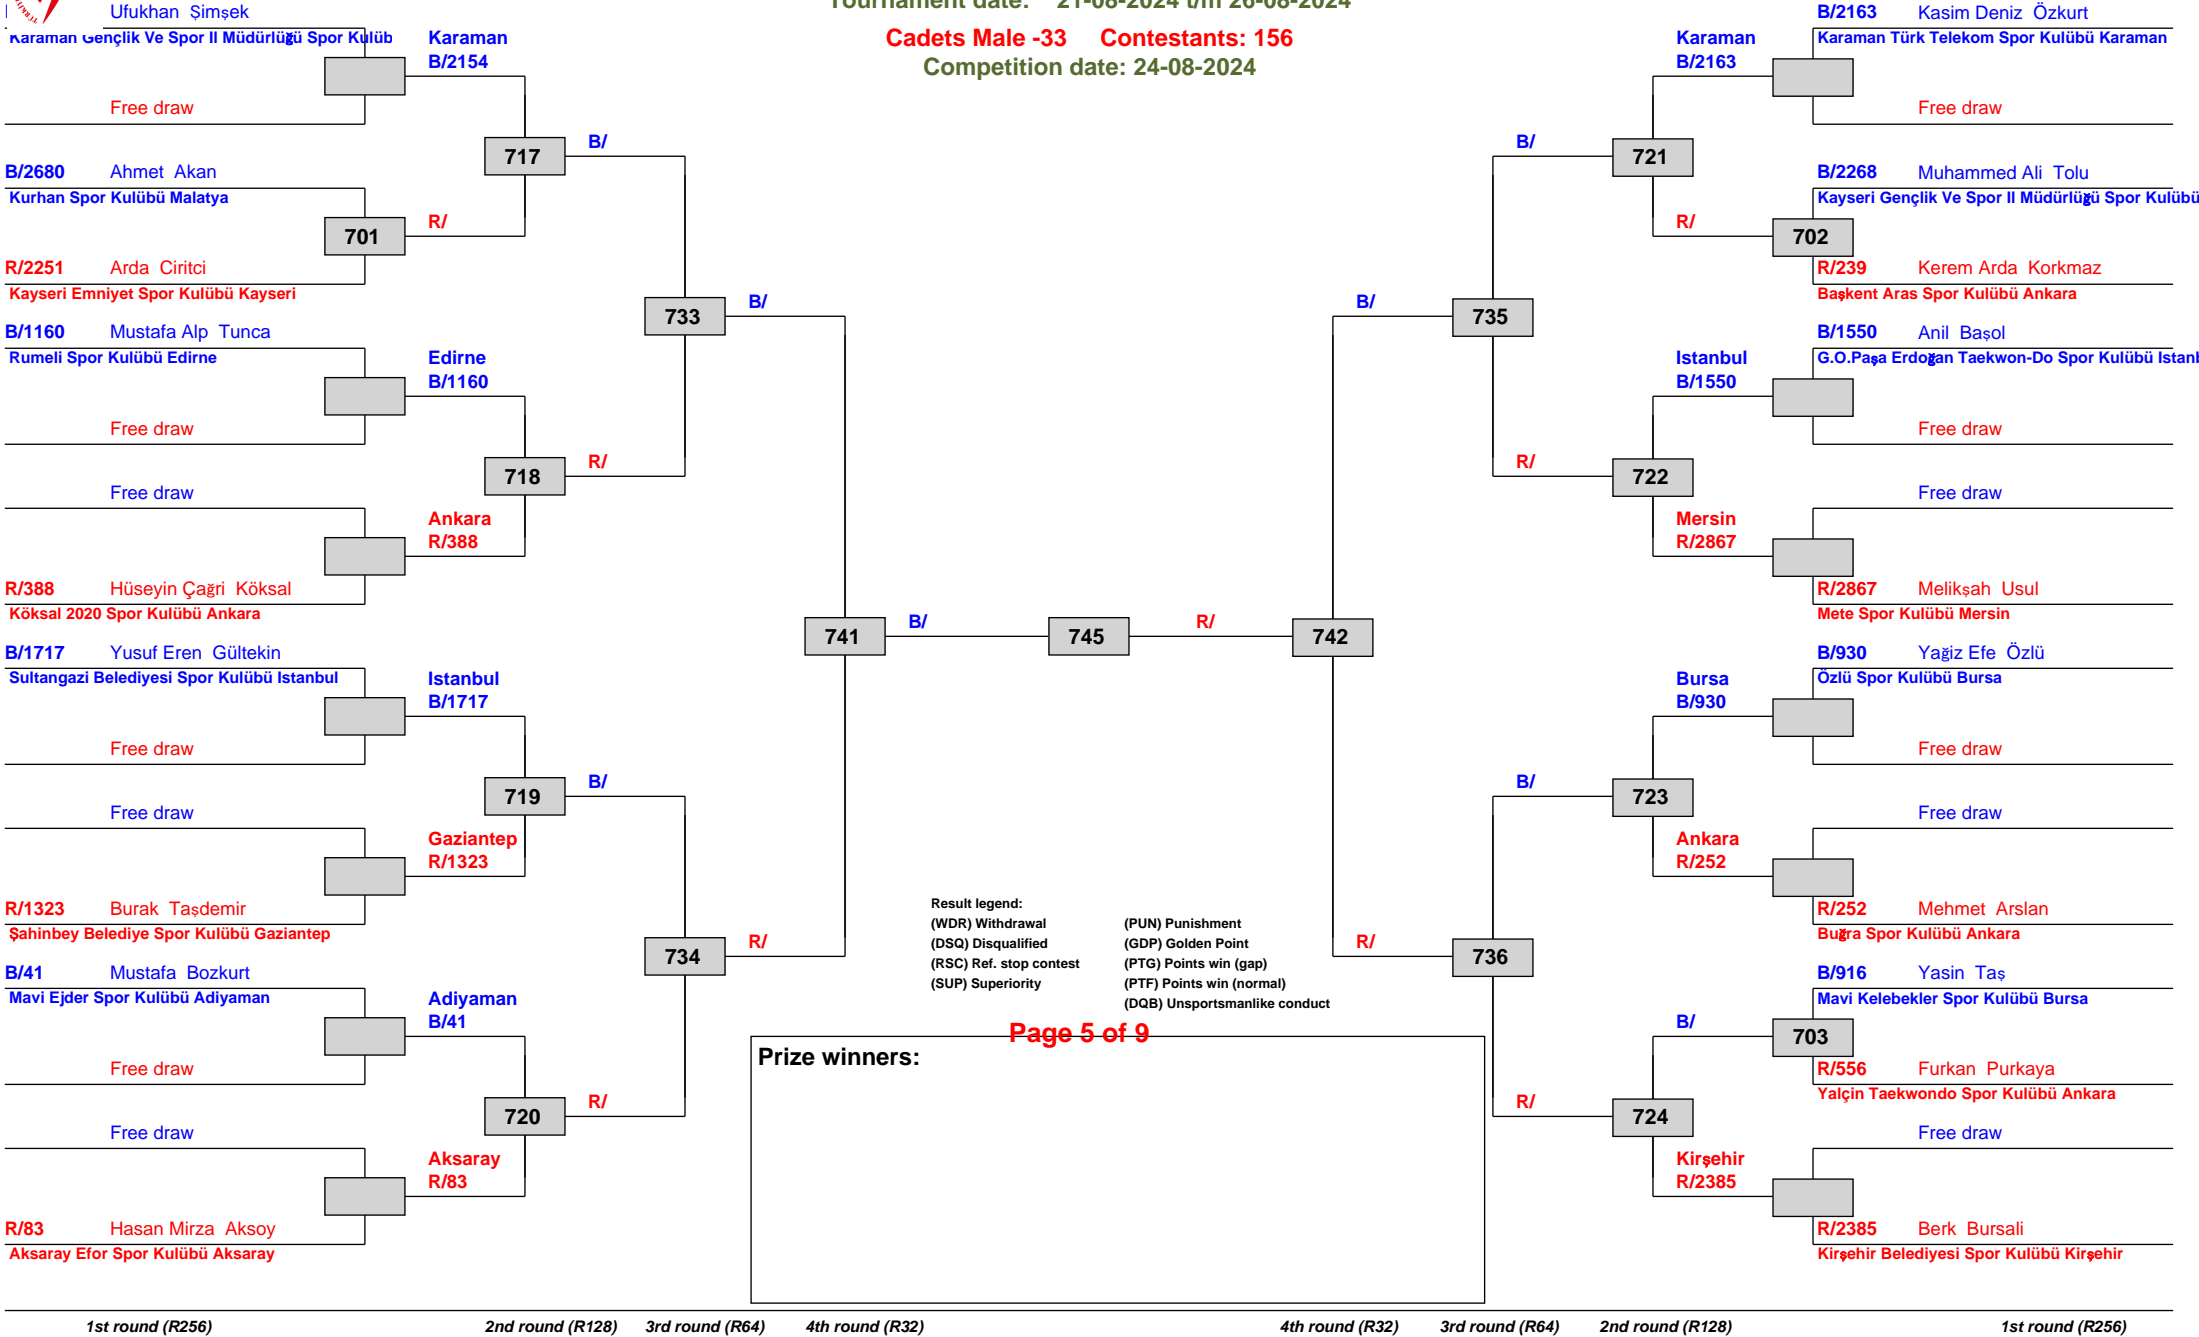 Tournament date: 21-08-2024 t/m 26-08-2024
Cadets Male -33 Contestants: 156
Competition date: 24-08-2024
Ufukhan Şimşek
Karaman Gençlik Ve Spor Il Müdürlüğü Spor Kulüb
Free draw
Karaman
B/2154
B/2680 Ahmet Akan
Kurhan Spor Kulübü Malatya
701
R/2251 Arda Ciritci
Kayseri Emniyet Spor Kulübü Kayseri
717
B/
R/
B/1160 Mustafa Alp Tunca
Rumeli Spor Kulübü Edirne
Free draw
Edirne
B/1160
Free draw
R/388 Hüseyin Çağri Köksal
Köksal 2020 Spor Kulübü Ankara
Ankara
R/388
718
R/
733
B/
B/1717 Yusuf Eren Gültekin
Sultangazi Belediyesi Spor Kulübü Istanbul
Free draw
Istanbul
B/1717
Free draw
R/1323 Burak Taşdemir
Şahinbey Belediye Spor Kulübü Gaziantep
Gaziantep
R/1323
719
B/
B/41 Mustafa Bozkurt
Mavi Ejder Spor Kulübü Adiyaman
Free draw
Adiyaman
B/41
Free draw
R/83 Hasan Mirza Aksoy
Aksaray Efor Spor Kulübü Aksaray
Aksaray
R/83
720
R/
734
R/
741
B/
745
R/
742
B/2163 Kasim Deniz Özkurt
Karaman Türk Telekom Spor Kulübü Karaman
Free draw
Karaman
B/2163
B/2268 Muhammed Ali Tolu
Kayseri Gençlik Ve Spor Il Müdürlüğü Spor Kulübü
702
R/239 Kerem Arda Korkmaz
Başkent Aras Spor Kulübü Ankara
R/
721
B/
B/1550 Anil Başol
G.O.Paşa Erdoğan Taekwon-Do Spor Kulübü Istanb
Free draw
Istanbul
B/1550
Free draw
R/2867 Melikşah Usul
Mete Spor Kulübü Mersin
Mersin
R/2867
722
R/
735
B/
B/930 Yağiz Efe Özlü
Özlü Spor Kulübü Bursa
Free draw
Bursa
B/930
Free draw
R/252 Mehmet Arslan
Buğra Spor Kulübü Ankara
Ankara
R/252
723
B/
B/916 Yasin Taş
Mavi Kelebekler Spor Kulübü Bursa
703
R/556 Furkan Purkaya
Yalçin Taekwondo Spor Kulübü Ankara
B/
Free draw
R/2385 Berk Bursali
Kirşehir Belediyesi Spor Kulübü Kirşehir
Kirşehir
R/2385
724
R/
736
R/
Result legend:
(WDR) Withdrawal (PUN) Punishment
(DSQ) Disqualified (GDP) Golden Point
(RSC) Ref. stop contest (PTG) Points win (gap)
(SUP) Superiority (PTF) Points win (normal)
(DQB) Unsportsmanlike conduct
Page 5 of 9
Prize winners:
1st round (R256) 2nd round (R128) 3rd round (R64) 4th round (R32) 4th round (R32) 3rd round (R64) 2nd round (R128) 1st round (R256)